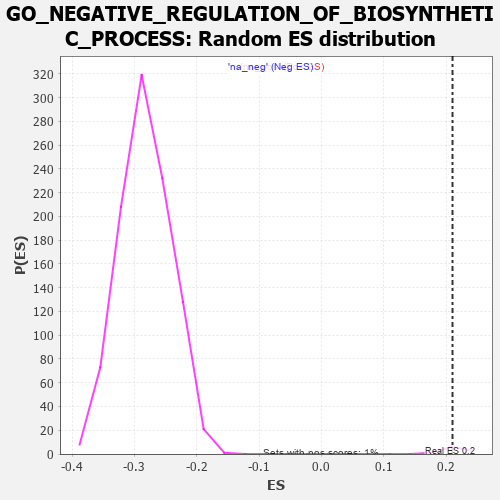 GO_NEGATIVE_REGULATION_OF_BIOSYNTHETI
C_PROCESS: Random ES distribution
'na_neg' (Neg ES)S)
320
300
280
260
240
220
200
180
160
140
120
100
80
60
40
20
0
P(ES)
Sets with pos scores: 1%
Real ES 0.2
-0.4 -0.3 -0.2 -0.1 0.0 0.1 0.2
ES